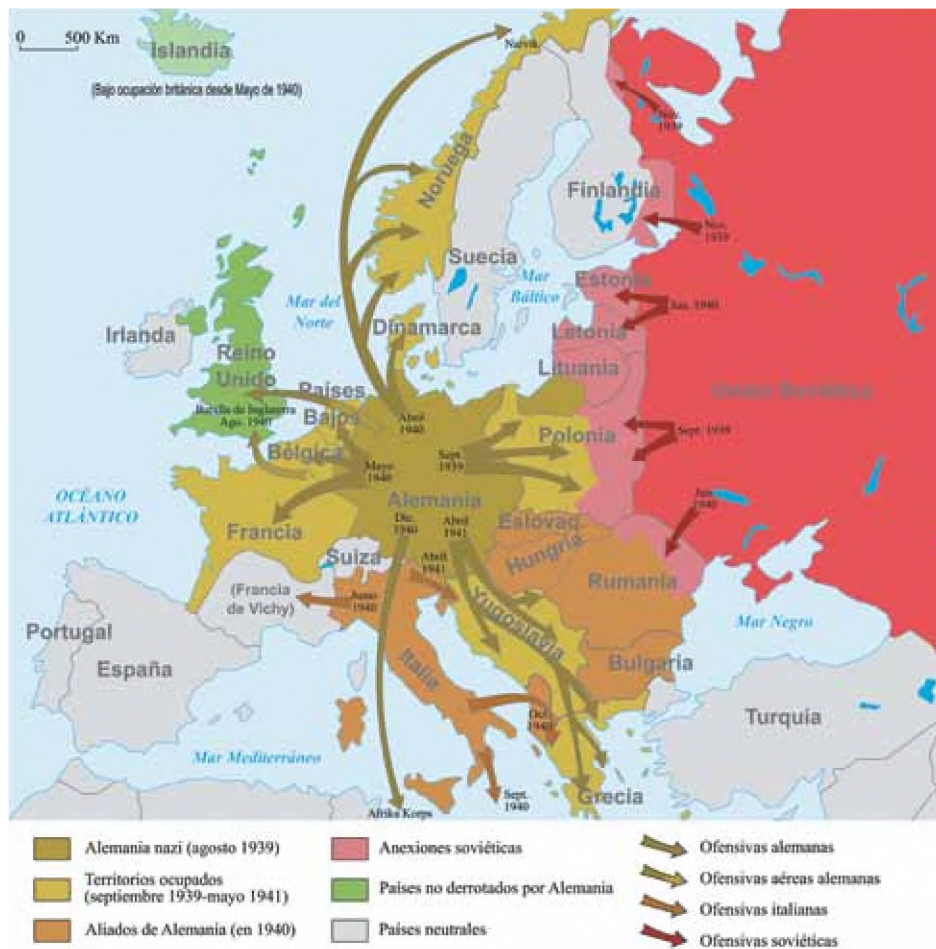 0 500 Km
Islandia
(Bajo ocupación británica desde Mayo de 1940)
Narvik
Nov.
1939
Noruega
Finlandia
Nov.
1939
Suecia
Mar
Báltico
Estonia
Jun. 1940
Letonia
Lituania
Mar del
Norte
Dinamarca
Irlanda
Reino
Unido
Países
Bajos
Batalla de Inglaterra
Ago. 1940
Bélgica
Abril
1940
Unión Soviética
Polonia
Sept. 1939
Sept.
1939
Mayo
1940
Alemania
OCÉANO
ATLÁNTICO
Francia
Dic.
1940
Abril
1941
Eslovaq.
Hungría
Jun
1940
Suiza
Abril
1941
Rumanía
(Francia
de Vichy)
Junio
1940
Yugoslavia
Mar Negro
Portugal
España
Italia
Bulgaria
Oct.
1940
Turquía
Mar Mediterráneo
Sept.
1940
Grecia
Afrika Korps
Alemania nazi (agosto 1939)
Territorios ocupados
(septiembre 1939-mayo 1941)
Aliados de Alemania (en 1940)
Anexiones soviéticas
Países no derrotados por Alemania
Países neutrales
Ofensivas alemanas
Ofensivas aéreas alemanas
Ofensivas italianas
Ofensivas soviéticas